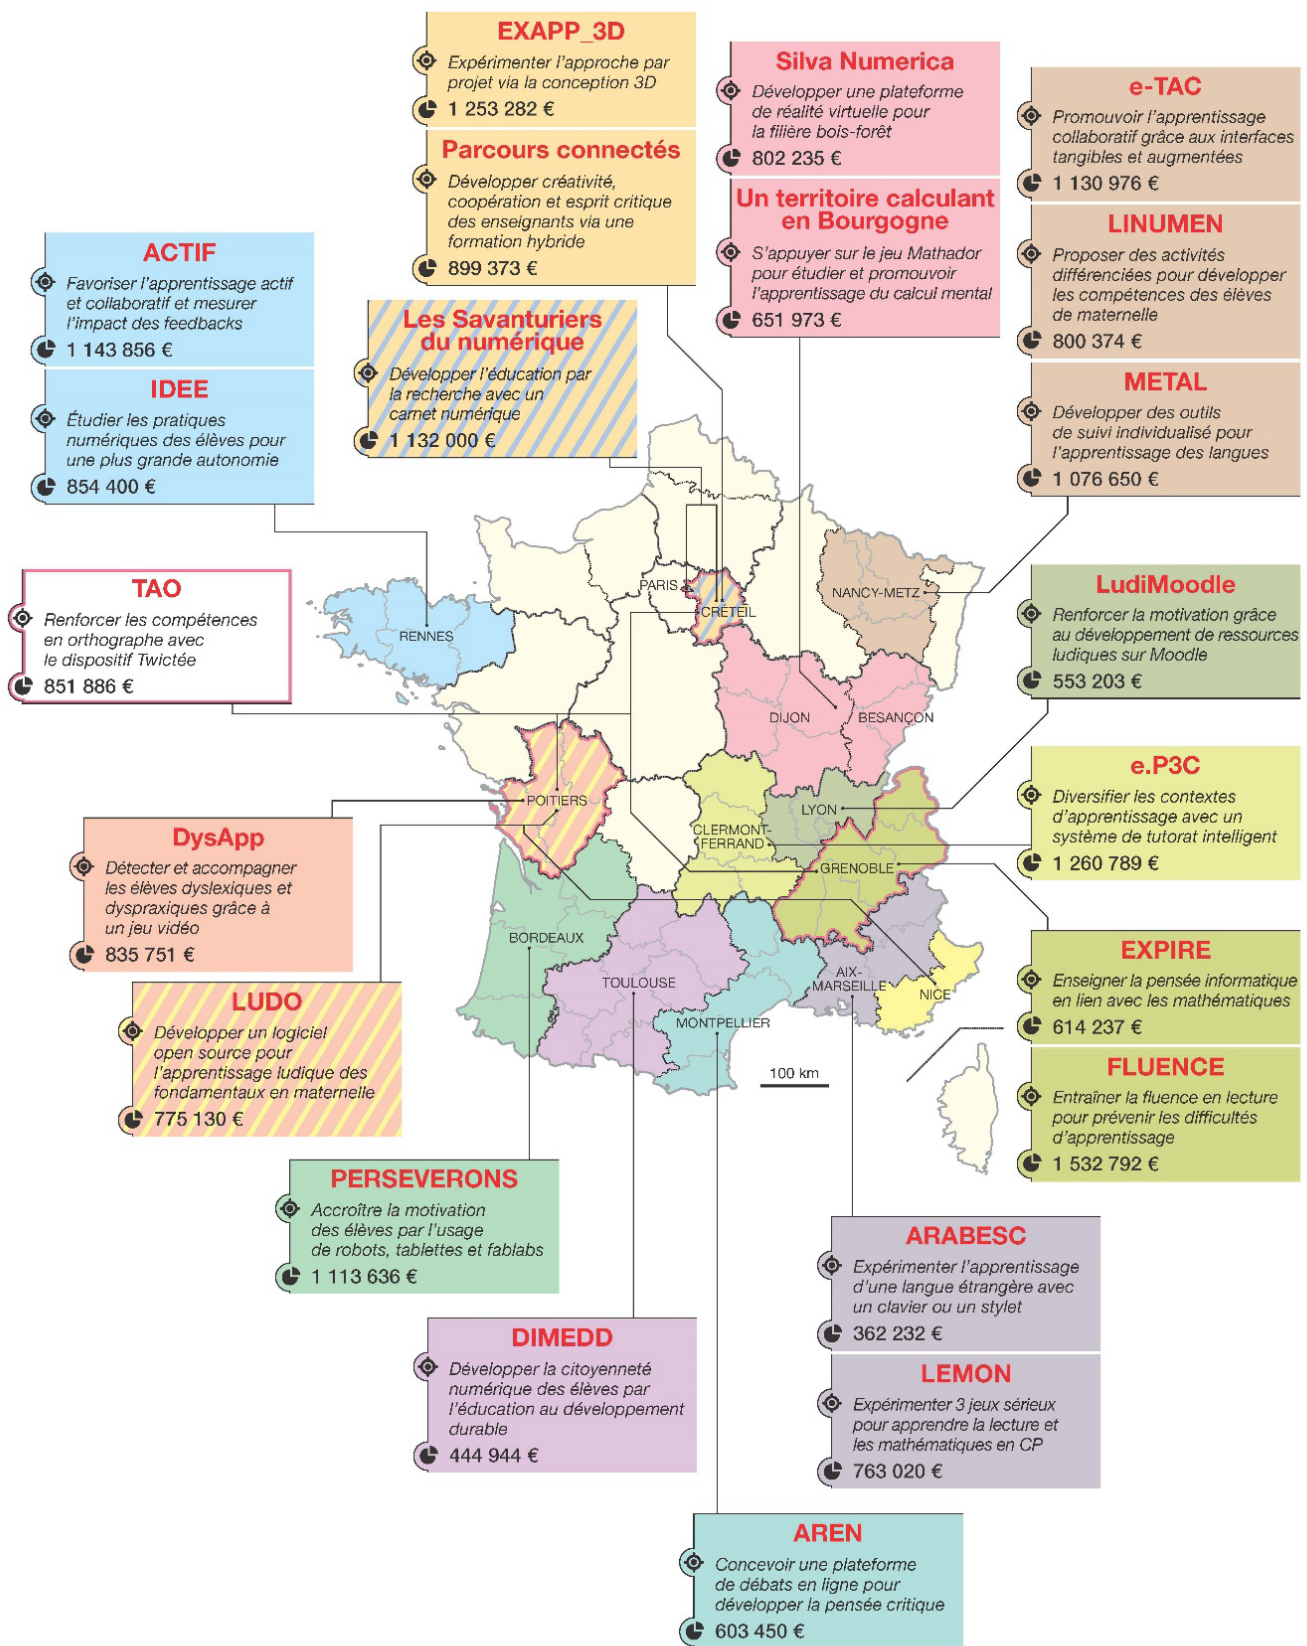 EXAPP_3D
Expérimenter l’approche par
projet via la conception 3D
1 253 282 €
Parcours connectés
Développer créativité,
coopération et esprit critique
des enseignants via une
formation hybride
899 373 €
Silva Numerica
Développer une plateforme
de réalité virtuelle pour
la filière bois-forêt
802 235 €
Un territoire calculant
en Bourgogne
S’appuyer sur le jeu Mathador
pour étudier et promouvoir
l’apprentissage du calcul mental
651 973 €
e-TAC
Promouvoir l’apprentissage
collaboratif grâce aux interfaces
tangibles et augmentées
1 130 976 €
LINUMEN
Proposer des activités
différenciées pour développer
les compétences des élèves
de maternelle
800 374 €
METAL
Développer des outils
de suivi individualisé pour
l’apprentissage des langues
1 076 650 €
ACTIF
Favoriser l’apprentissage actif
et collaboratif et mesurer
l’impact des feedbacks
1 143 856 €
IDEE
Étudier les pratiques
numériques des élèves pour
une plus grande autonomie
854 400 €
Les Savanturiers
du numérique
Développer l’éducation par
la recherche avec un
carnet numérique
1 132 000 €
TAO
Renforcer les compétences
en orthographe avec
le dispositif Twictée
851 886 €
LudiMoodle
Renforcer la motivation grâce
au développement de ressources
ludiques sur Moodle
553 203 €
PARIS
CRÉTEIL
NANCY-METZ
RENNES
DIJON
BESANÇON
POITIERS
LYON
CLERMONT-
FERRAND
GRENOBLE
BORDEAUX
TOULOUSE
AIX-
MARSEILLE
NICE
MONTPELLIER
100 km
e.P3C
Diversifier les contextes
d’apprentissage avec un
système de tutorat intelligent
1 260 789 €
DysApp
Détecter et accompagner
les élèves dyslexiques et
dyspraxiques grâce à
un jeu vidéo
835 751 €
LUDO
Développer un logiciel
open source pour
l’apprentissage ludique des
fondamentaux en maternelle
775 130 €
EXPIRE
Enseigner la pensée informatique
en lien avec les mathématiques
614 237 €
FLUENCE
Entraîner la fluence en lecture
pour prévenir les difficultés
d’apprentissage
1 532 792 €
PERSEVERONS
Accroître la motivation
des élèves par l’usage
de robots, tablettes et fablabs
1 113 636 €
ARABESC
Expérimenter l’apprentissage
d’une langue étrangère avec
un clavier ou un stylet
362 232 €
DIMEDD
Développer la citoyenneté
numérique des élèves par
l’éducation au développement
durable
444 944 €
LEMON
Expérimenter 3 jeux sérieux
pour apprendre la lecture et
les mathématiques en CP
763 020 €
AREN
Concevoir une plateforme
de débats en ligne pour
développer la pensée critique
603 450 €